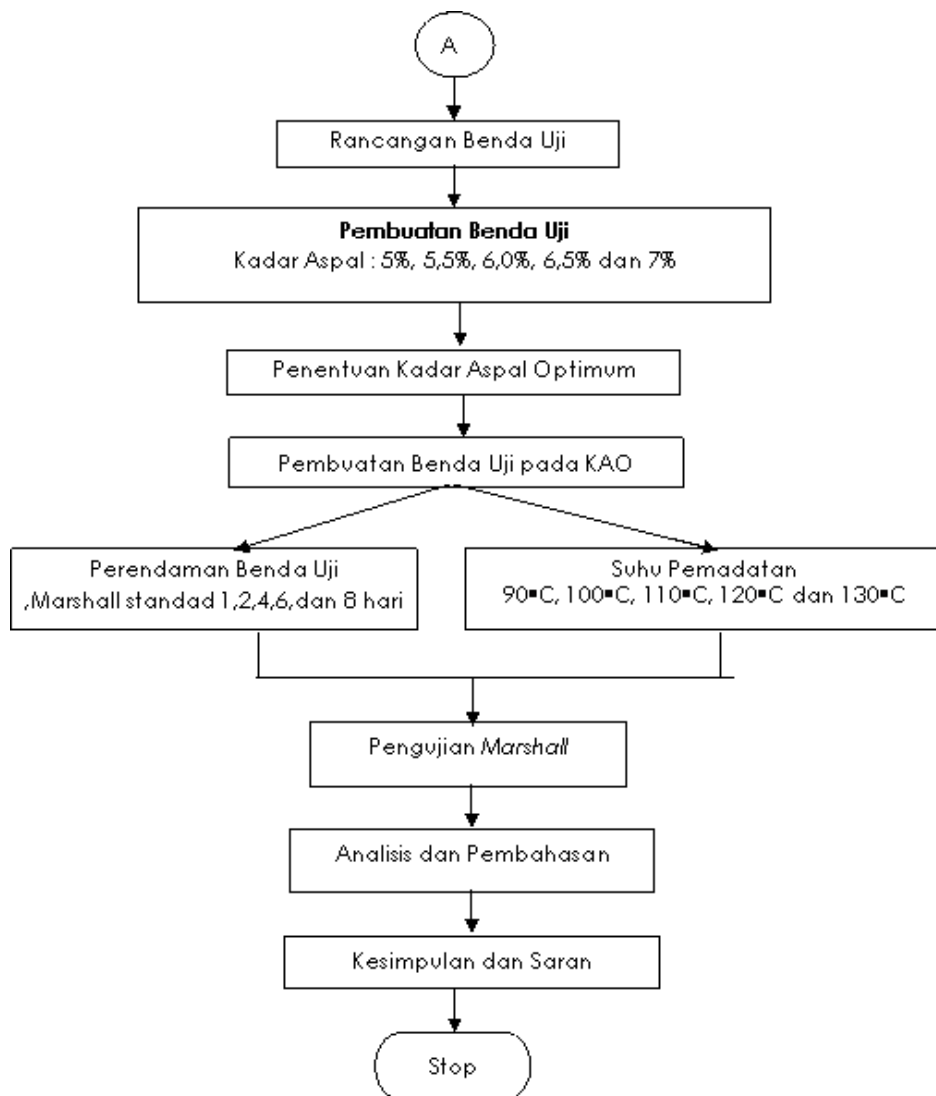 A
Rancangan Benda Uji
Pembuatan Benda Uji
Kadar Aspal : 5%, 5,5%, 6,0%, 6,5% dan 7%
Penentuan Kadar Aspal Optimum
Pembuatan Benda Uji pada KAO
Perendaman Benda Uji
,Marshall standad 1,2,4,6,dan 8 hari
Suhu Pemadatan
90▪C, 100▪C, 110▪C, 120▪C dan 130▪C
Pengujian Marshall
Analisis dan Pembahasan
Kesimpulan dan Saran
Stop